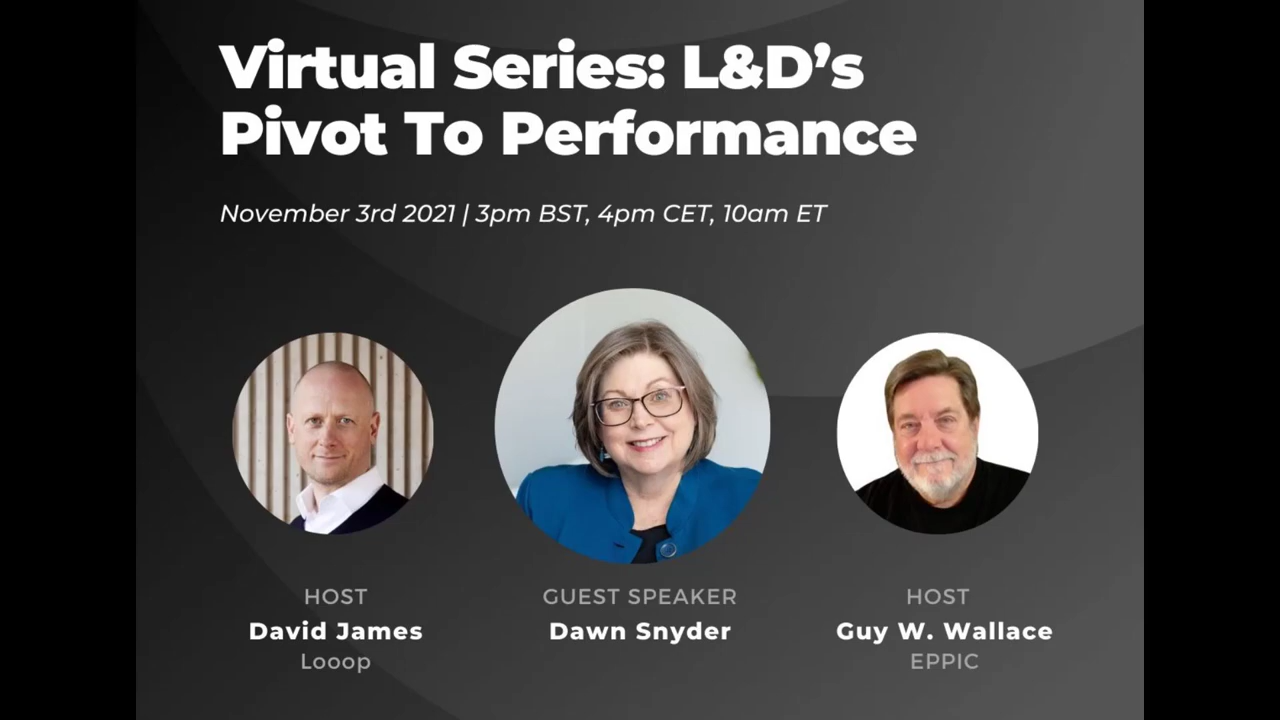 Virtual Series: L&D’s
Pivot To Performance
November 3rd 2021 | 3pm BST, 4pm CET, 10am ET
HOST
David James
Looop
GUEST SPEAKER
Dawn Snyder
HOST
Guy W. Wallace
EPPIC